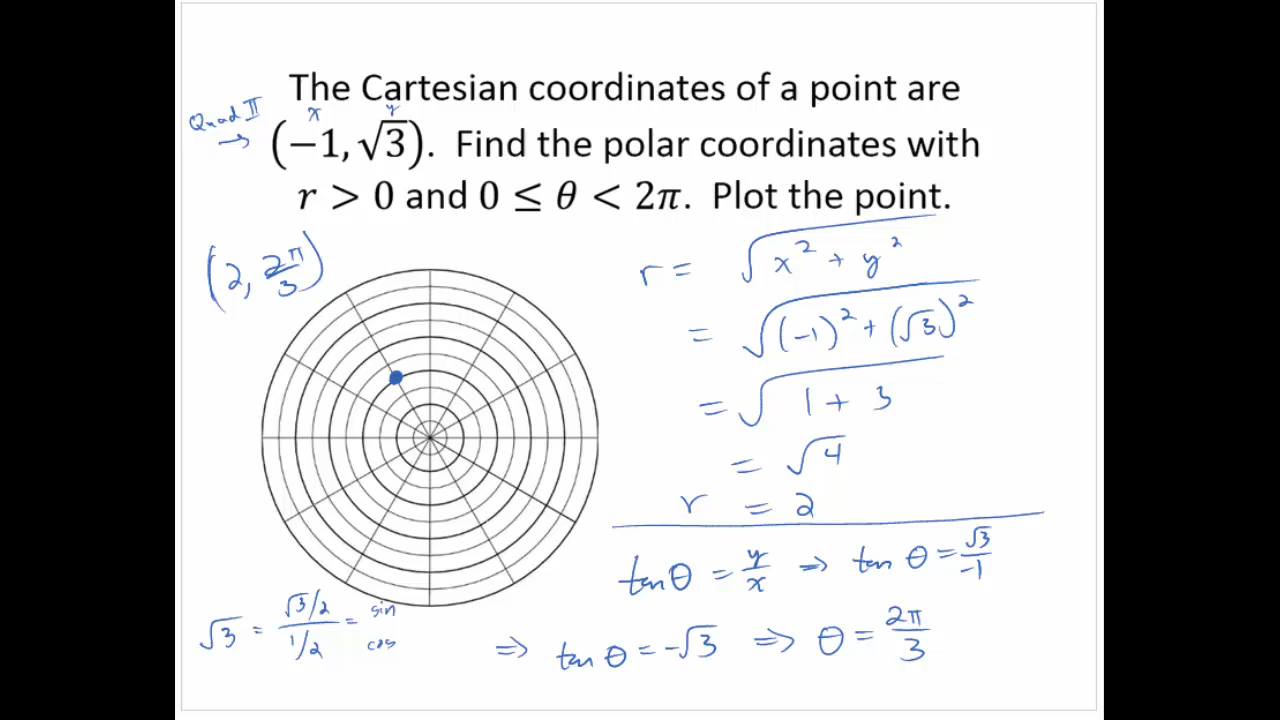 The Cartesian coordinates of a point are
Quad II → x y
(−1, √3). Find the polar coordinates with
r > 0 and 0 ≤ θ < 2π. Plot the point.
(2, 2π/3)
r = √(x² + y²)
= √((-1)² + (√3)²)
= √(1 + 3)
= √4
r = 2
tan θ = y/x ⇒ tan θ = √3/-1
⇒ tan θ = -√3 ⇒ θ = 2π/3
√3 = (√3/2)/(1/2) = sin/cos